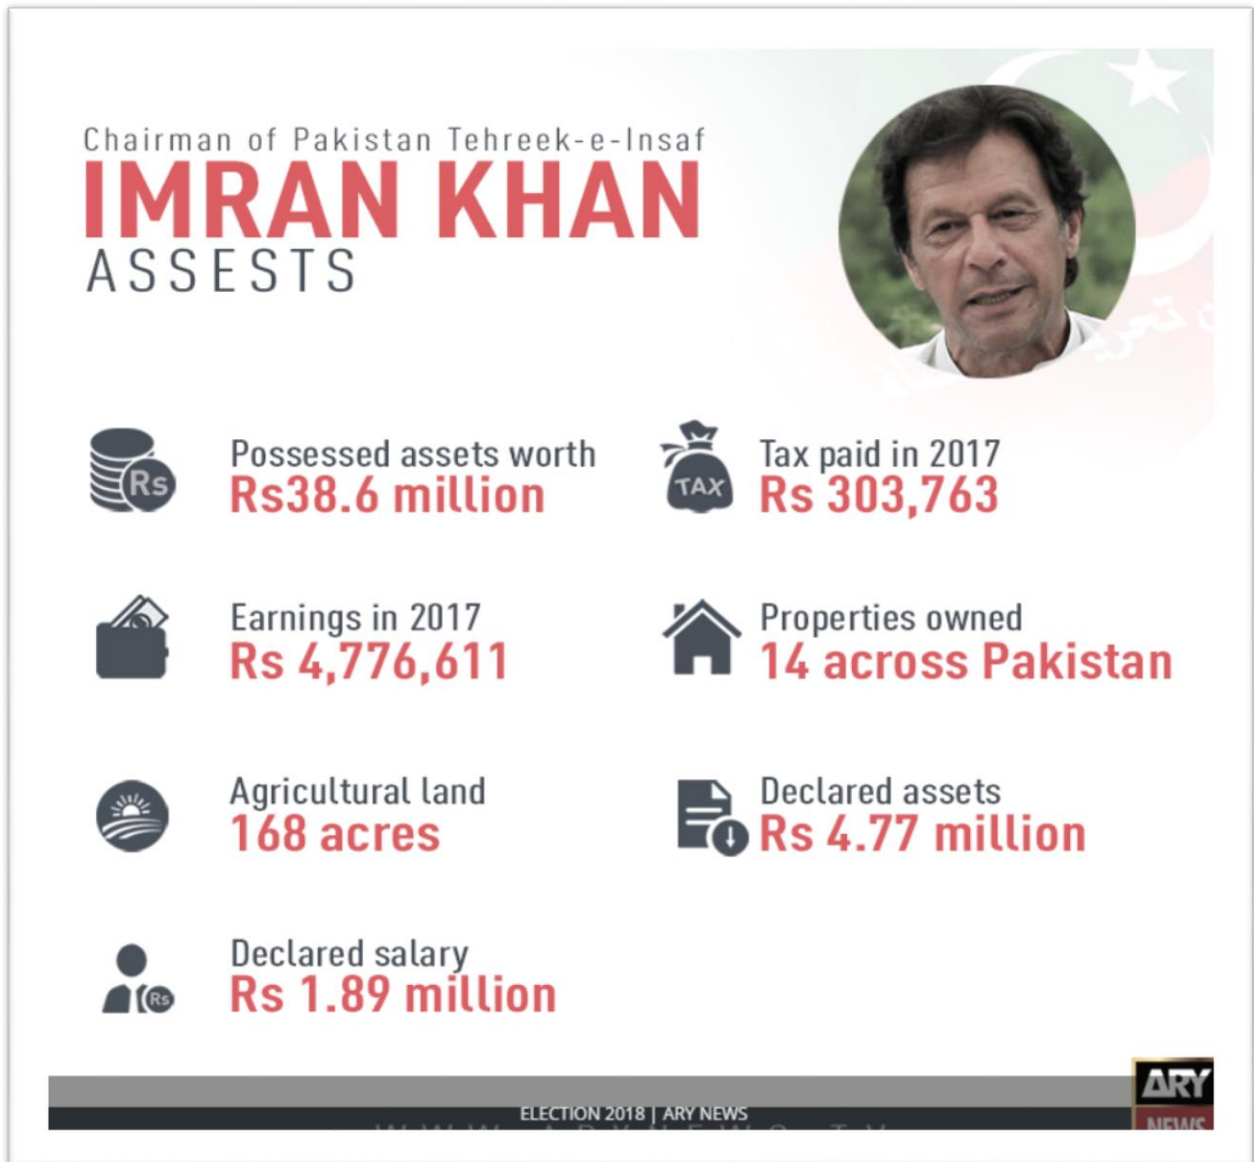 Chairman of Pakistan Tehreek-e-Insaf
IMRAN KHAN
ASSESTS
Possessed assets worth
Rs38.6 million
Tax paid in 2017
Rs 303,763
Rs
TAX
Earnings in 2017
Rs 4,776,611
Properties owned
14 across Pakistan
Agricultural land
168 acres
Declared assets
Rs 4.77 million
Declared salary
Rs 1.89 million
Rs
ELECTION 2018 | ARY NEWS
ARY
NEWS